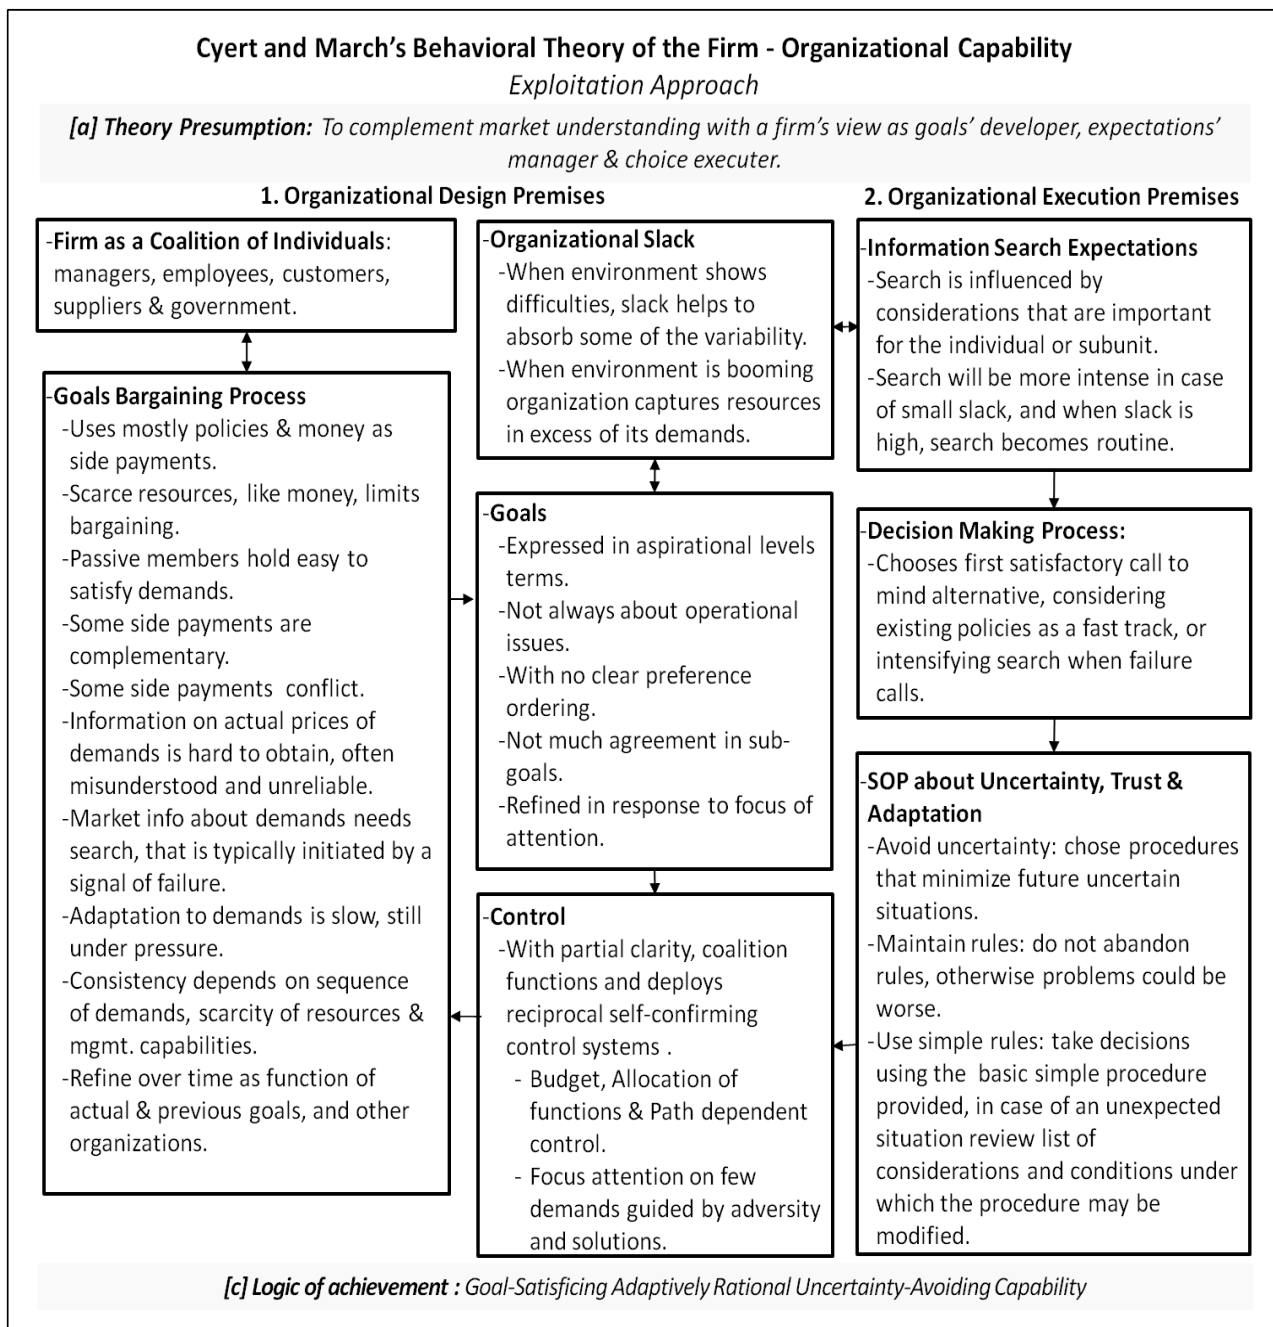 Cyert and March’s Behavioral Theory of the Firm - Organizational Capability
Exploitation Approach
[a] Theory Presumption: To complement market understanding with a firm’s view as goals’ developer, expectations’
manager & choice executer.
1. Organizational Design Premises
2. Organizational Execution Premises
-Firm as a Coalition of Individuals:
managers, employees, customers,
suppliers & government.
-Goals Bargaining Process
-Uses mostly policies & money as
side payments.
-Scarce resources, like money, limits
bargaining.
-Passive members hold easy to
satisfy demands.
-Some side payments are
complementary.
-Some side payments conflict.
-Information on actual prices of
demands is hard to obtain, often
misunderstood and unreliable.
-Market info about demands needs
search, that is typically initiated by a
signal of failure.
-Adaptation to demands is slow, still
under pressure.
-Consistency depends on sequence
of demands, scarcity of resources &
mgmt. capabilities.
-Refine over time as function of
actual & previous goals, and other
organizations.
-Organizational Slack
-When environment shows
difficulties, slack helps to
absorb some of the variability.
-When environment is booming
organization captures resources
in excess of its demands.
-Goals
-Expressed in aspirational levels
terms.
-Not always about operational
issues.
-With no clear preference
ordering.
-Not much agreement in sub-
goals.
-Refined in response to focus of
attention.
-Control
-With partial clarity, coalition
functions and deploys
reciprocal self-confirming
control systems .
- Budget, Allocation of
functions & Path dependent
control.
- Focus attention on few
demands guided by adversity
and solutions.
-Information Search Expectations
-Search is influenced by
considerations that are important
for the individual or subunit.
-Search will be more intense in case
of small slack, and when slack is
high, search becomes routine.
-Decision Making Process:
-Chooses first satisfactory call to
mind alternative, considering
existing policies as a fast track, or
intensifying search when failure
calls.
-SOP about Uncertainty, Trust &
Adaptation
-Avoid uncertainty: chose procedures
that minimize future uncertain
situations.
-Maintain rules: do not abandon
rules, otherwise problems could be
worse.
-Use simple rules: take decisions
using the basic simple procedure
provided, in case of an unexpected
situation review list of
considerations and conditions under
which the procedure may be
modified.
[c] Logic of achievement : Goal-Satisficing Adaptively Rational Uncertainty-Avoiding Capability